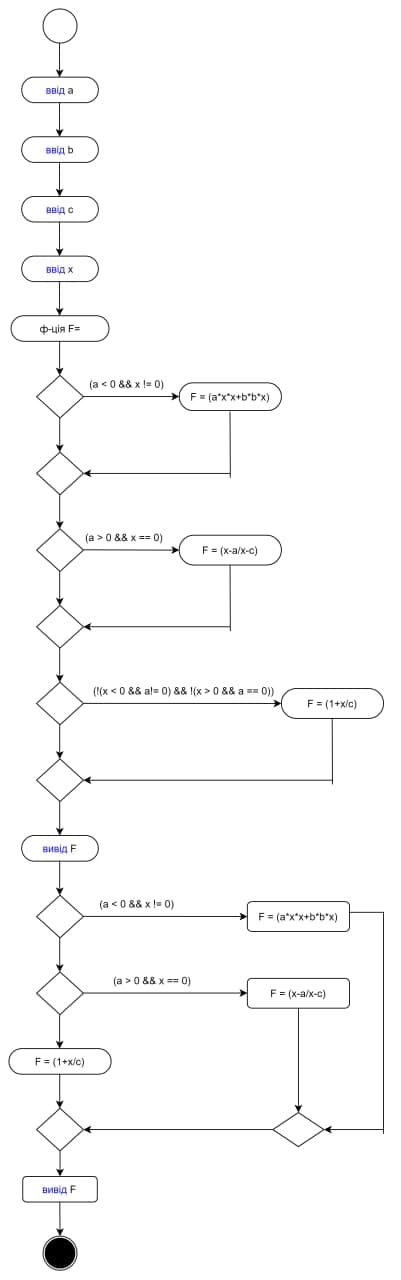 ввід a
ввід b
ввід c
ввід x
ф-ція F=
(a < 0 && x != 0)
F = (a*x*x+b*b*x)
(a > 0 && x == 0)
F = (x-a/x-c)
(!(x < 0 && a!= 0) && !(x > 0 && a == 0))
F = (1+x/c)
вивід F
(a < 0 && x != 0)
F = (a*x*x+b*b*x)
(a > 0 && x == 0)
F = (x-a/x-c)
F = (1+x/c)
вивід F